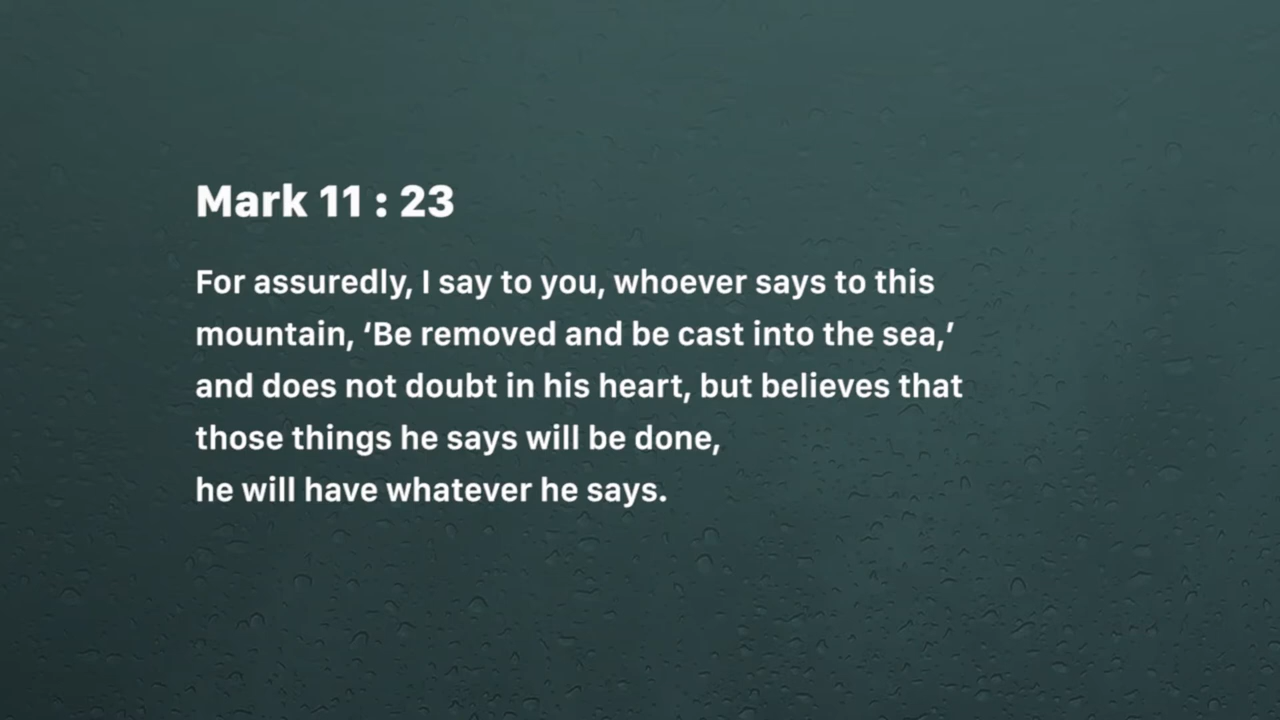 Mark 11 : 23
For assuredly, I say to you, whoever says to this
mountain, ‘Be removed and be cast into the sea,’
and does not doubt in his heart, but believes that
those things he says will be done,
he will have whatever he says.